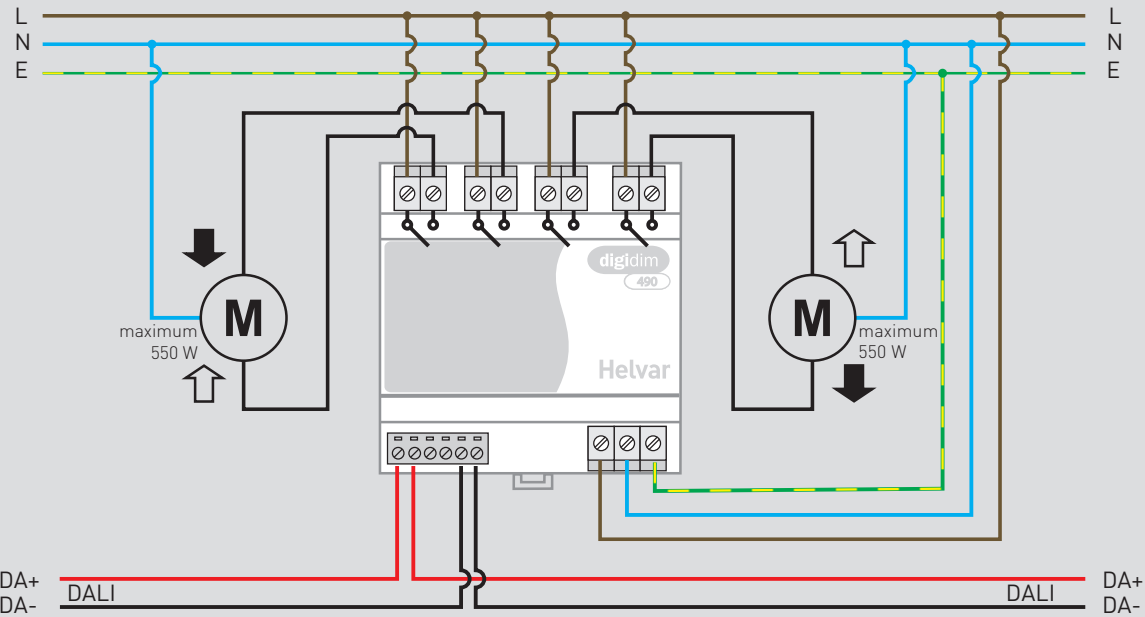 L L
N N
E E
digidim
490
M M
maximum maximum
550 W 550 W
Helvar
DA+ DA+
DALI DALI
DA- DA-